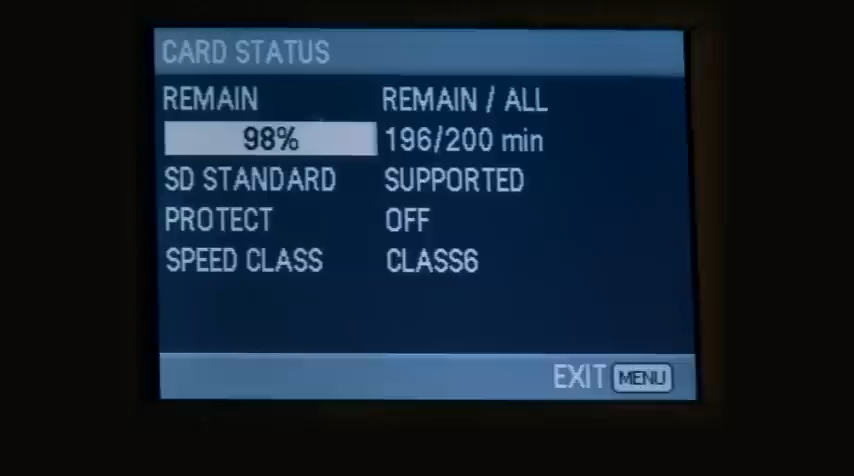 CARD STATUS
REMAIN REMAIN / ALL
98% 196/200 min
SD STANDARD SUPPORTED
PROTECT OFF
SPEED CLASS CLASS6
EXIT MENU